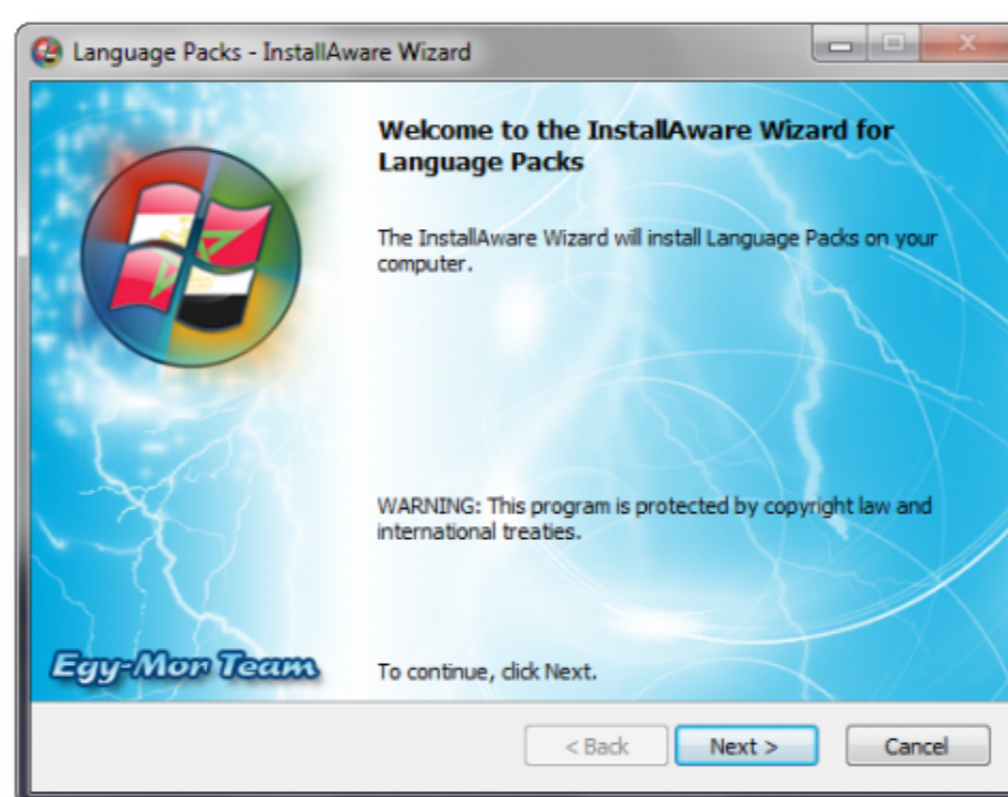 Language Packs - InstallAware Wizard
Welcome to the InstallAware Wizard for
Language Packs
The InstallAware Wizard will install Language Packs on your
computer.
WARNING: This program is protected by copyright law and
international treaties.
Egy-Mor Team
To continue, click Next.
< Back
Next >
Cancel